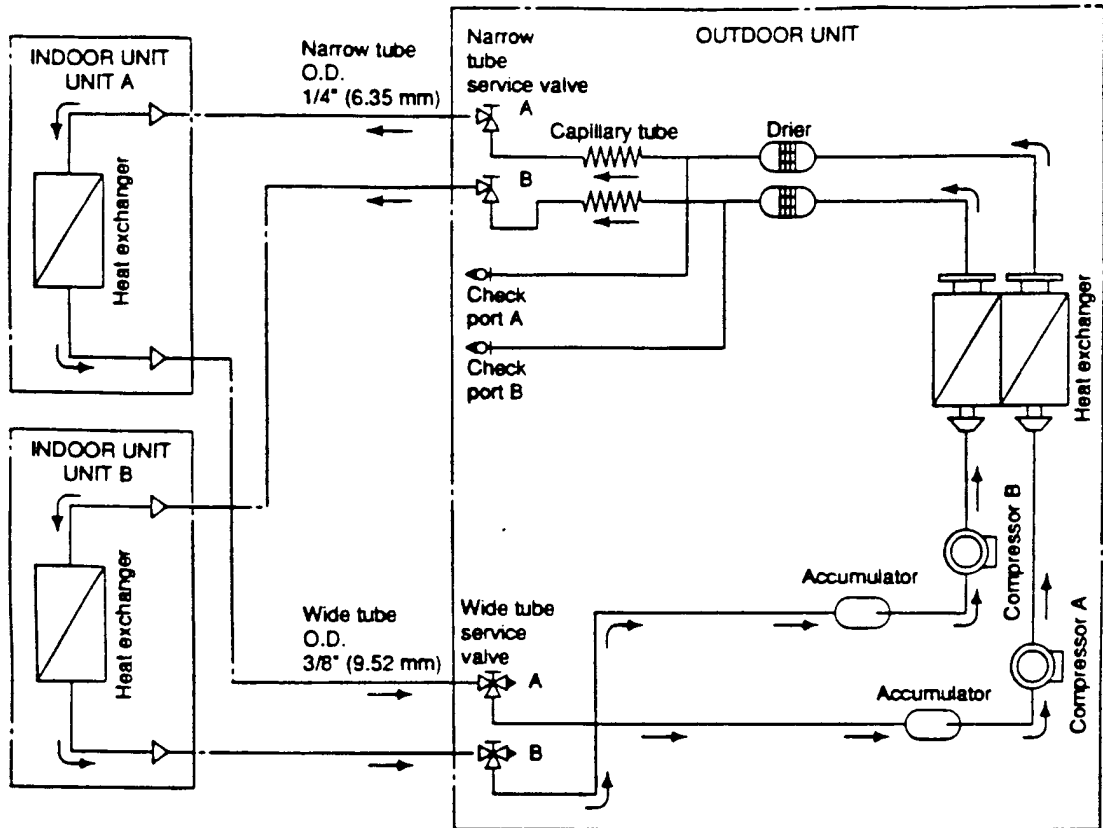 INDOOR UNIT
UNIT A
Heat exchanger
Narrow tube
O.D.
1/4" (6.35 mm)
Narrow
tube
service valve
A
B
OUTDOOR UNIT
Capillary tube
Drier
Check
port A
Check
port B
Heat exchanger
INDOOR UNIT
UNIT B
Heat exchanger
Wide tube
O.D.
3/8" (9.52 mm)
Wide tube
service
valve
A
B
Accumulator
Compressor B
Accumulator
Compressor A